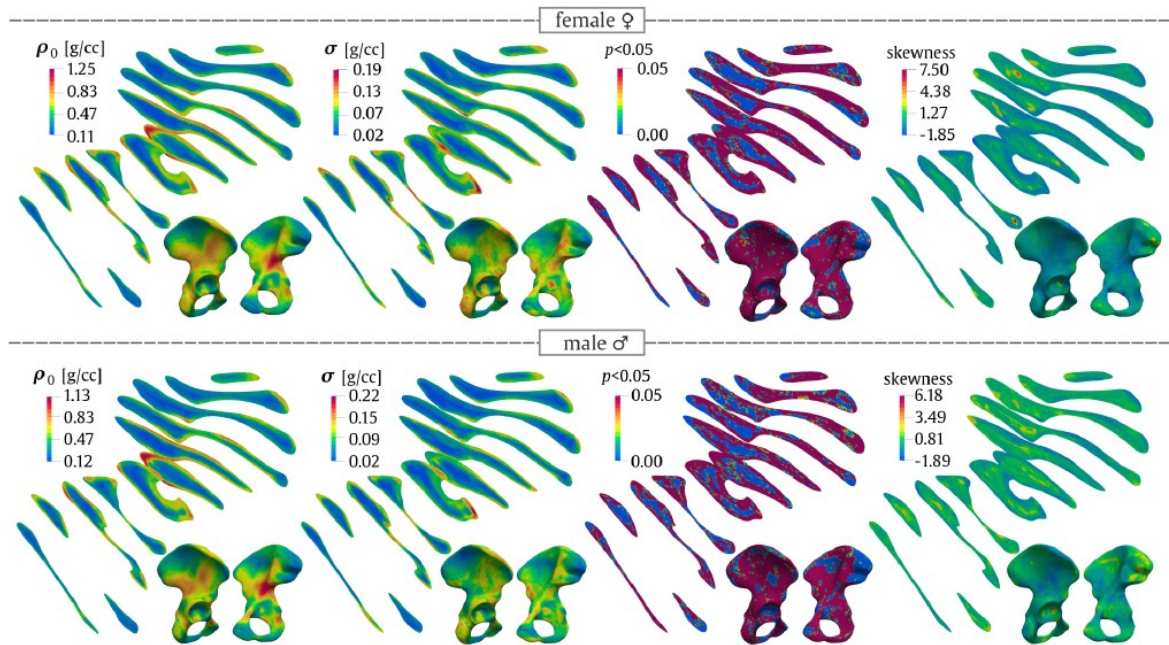 female ♀
ρ₀ [g/cc]
1.25
0.83
0.47
0.11
σ [g/cc]
0.19
0.13
0.07
0.02
p<0.05
0.05
0.00
skewness
7.50
4.38
1.27
-1.85
male ♂
ρ₀ [g/cc]
1.13
0.83
0.47
0.12
σ [g/cc]
0.22
0.15
0.09
0.02
p<0.05
0.05
0.00
skewness
6.18
3.49
0.81
-1.89